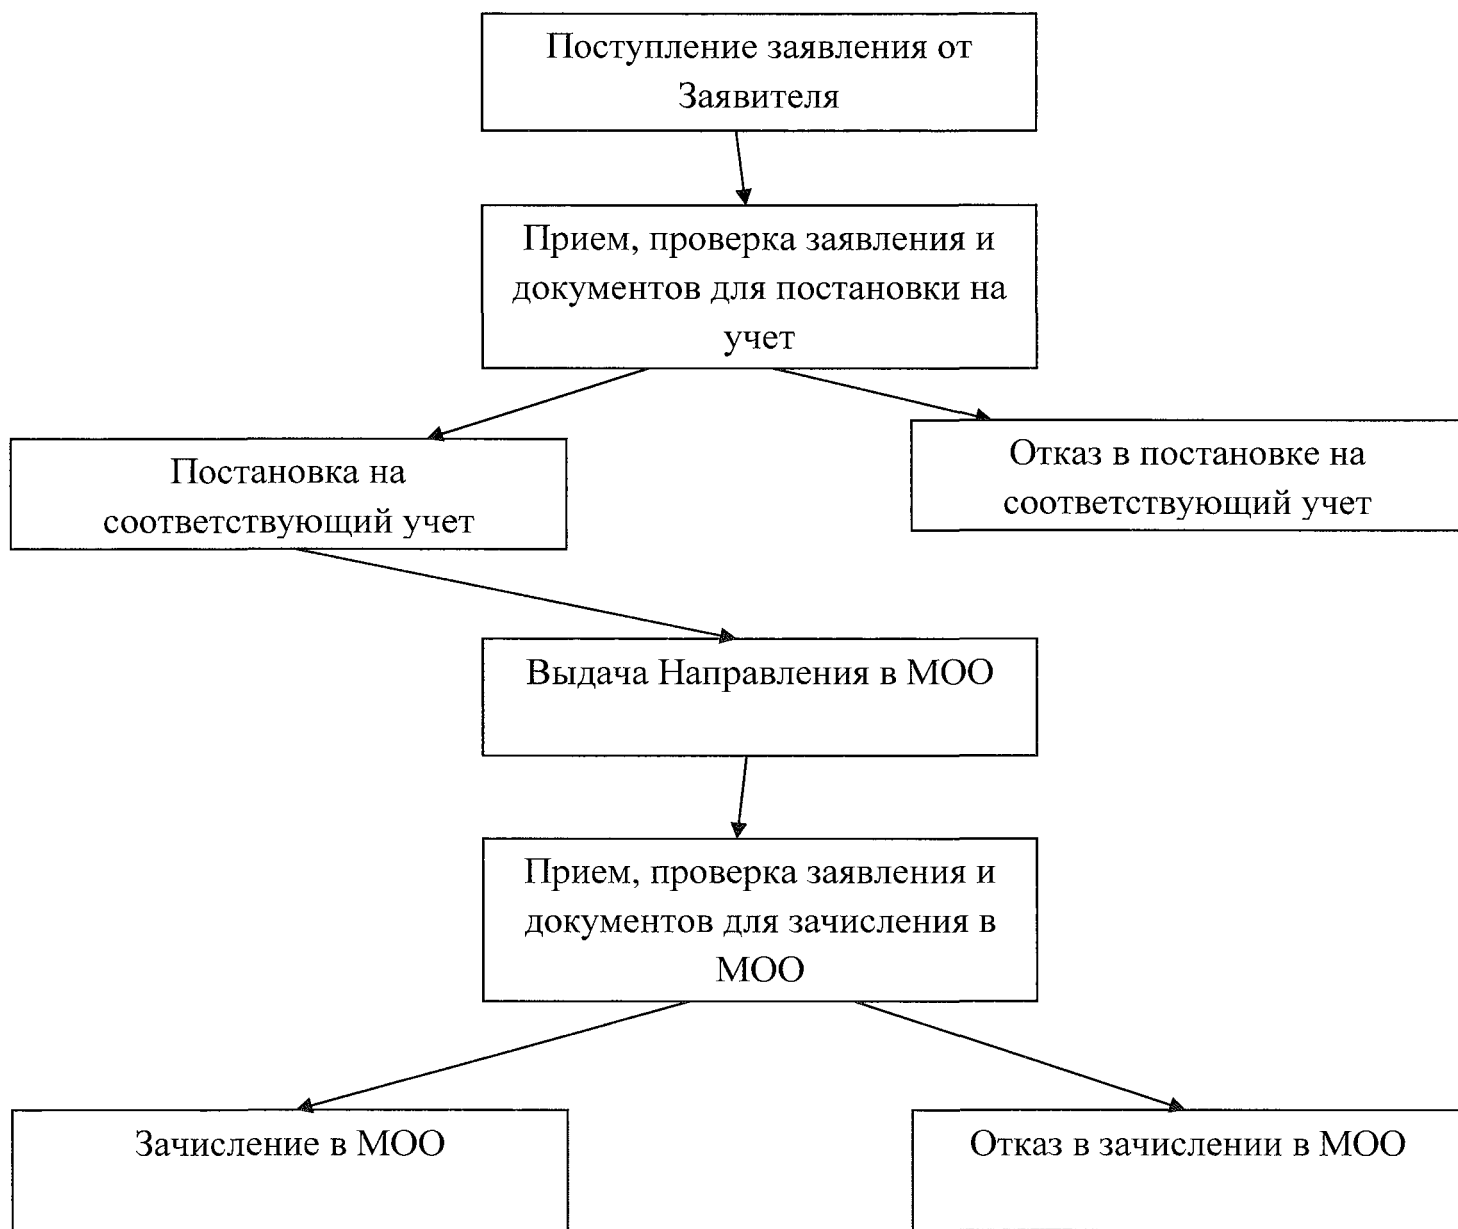 Поступление заявления от
Заявителя
Прием, проверка заявления и
документов для постановки на
учет
Постановка на
соответствующий учет
Отказ в постановке на
соответствующий учет
Выдача Направления в МОО
Прием, проверка заявления и
документов для зачисления в
МОО
Зачисление в МОО
Отказ в зачислении в МОО